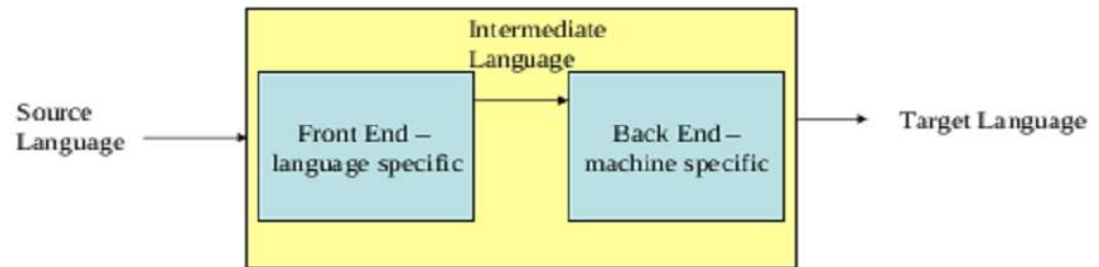 Intermediate
Language
Source
Language
Front End –
language specific
Back End –
machine specific
Target Language